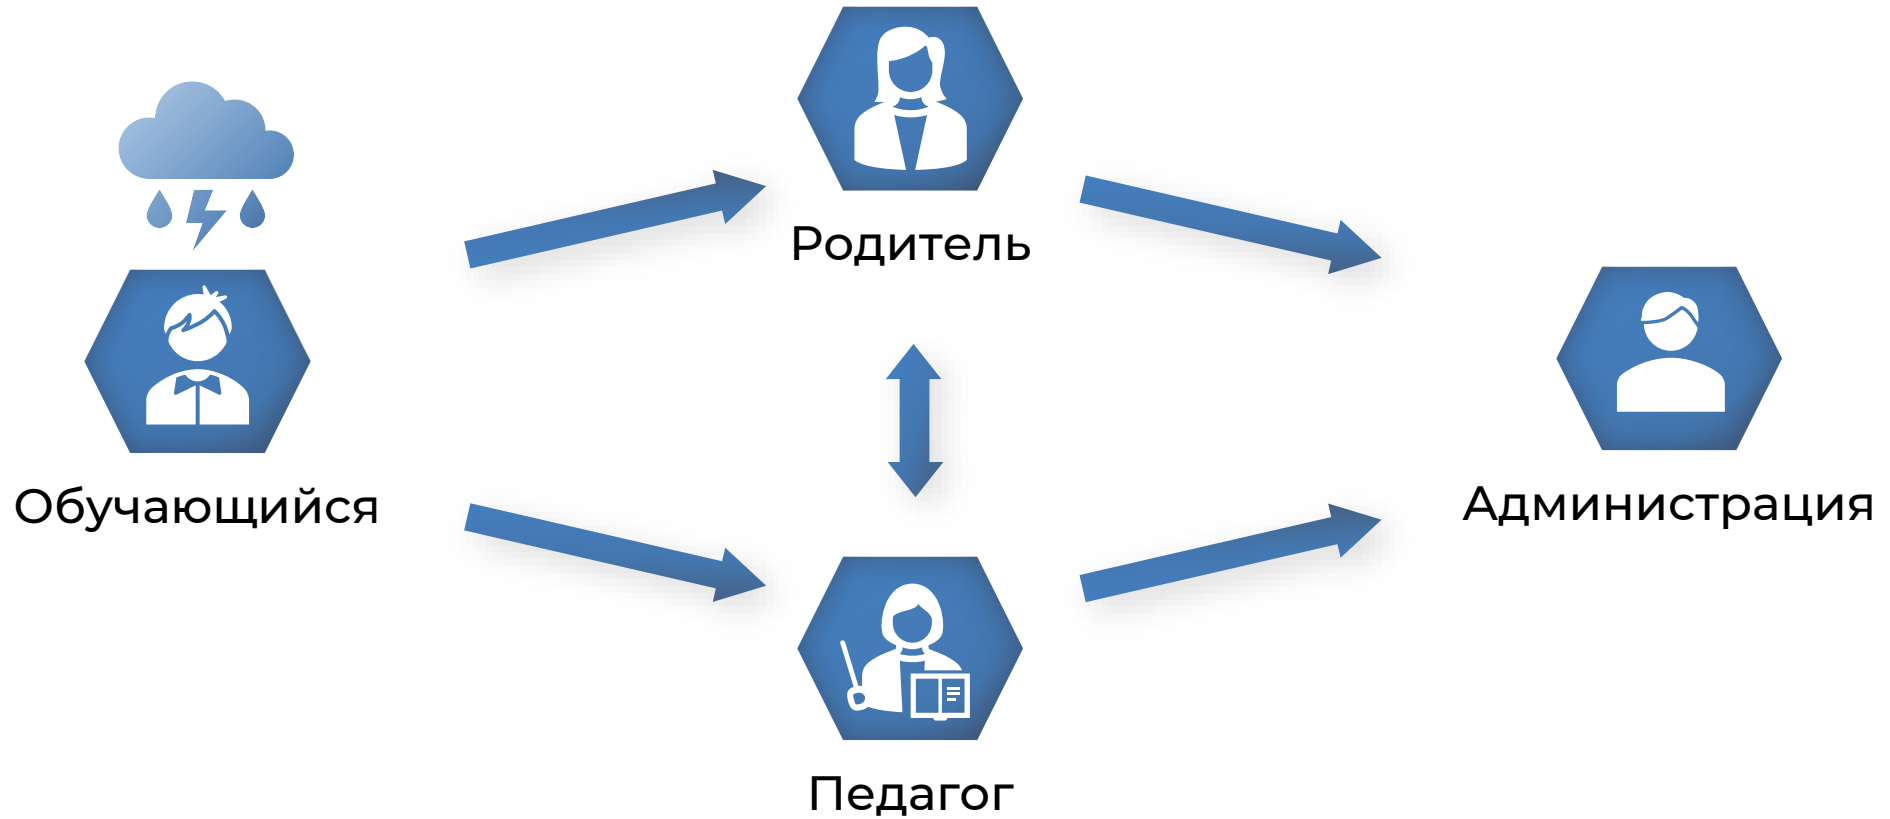 Родитель
Обучающийся
Администрация
Педагог